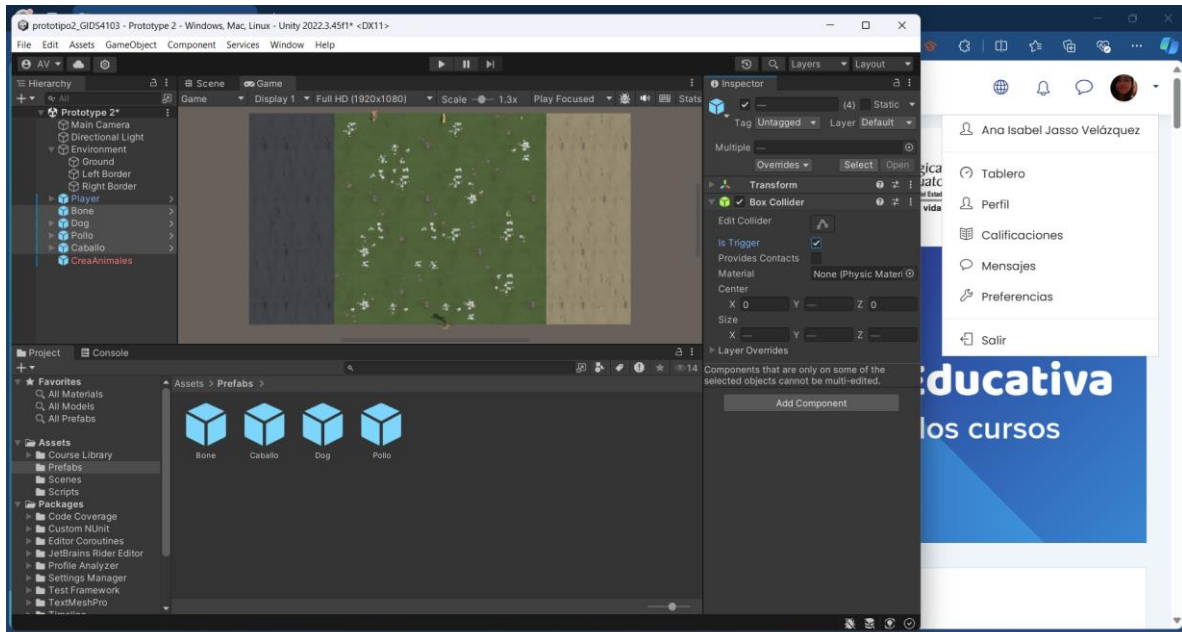 prototipo2_GIDS4103 - Prototype 2 - Windows, Mac, Linux - Unity 2022.3.45f1* <DX11>
File Edit Assets GameObject Component Services Window Help
AV
Layers Layout
Hierarchy
All
Prototype 2*
Main Camera
Directional Light
Environment
Ground
Left Border
Right Border
Player
Bone
Dog
Pollo
Caballo
CreaAnimales
Scene Game
Game Display 1 Full HD (1920x1080) Scale 1.3x Play Focused Stats
Inspector
— (4) Static
Tag Untagged Layer Default
Multiple —
Overrides Select Open
Transform
Box Collider
Edit Collider
Is Trigger
Provides Contacts
Material None (Physic Materi
Center
X 0 Y — Z 0
Size
X — Y — Z —
Layer Overrides
Components that are only on some of the
selected objects cannot be multi-edited.
Add Component
Project Console
14
Favorites
All Materials
All Models
All Prefabs
Assets
Course Library
Prefabs
Scenes
Scripts
Packages
Code Coverage
Custom NUnit
Editor Coroutines
JetBrains Rider Editor
Profile Analyzer
Settings Manager
Test Framework
TextMeshPro
Timeline
Assets > Prefabs >
Bone Caballo Dog Pollo
Ana Isabel Jasso Velázquez
Tablero
Perfil
Calificaciones
Mensajes
Preferencias
Salir
gica
uato
vida
ducativa
los cursos